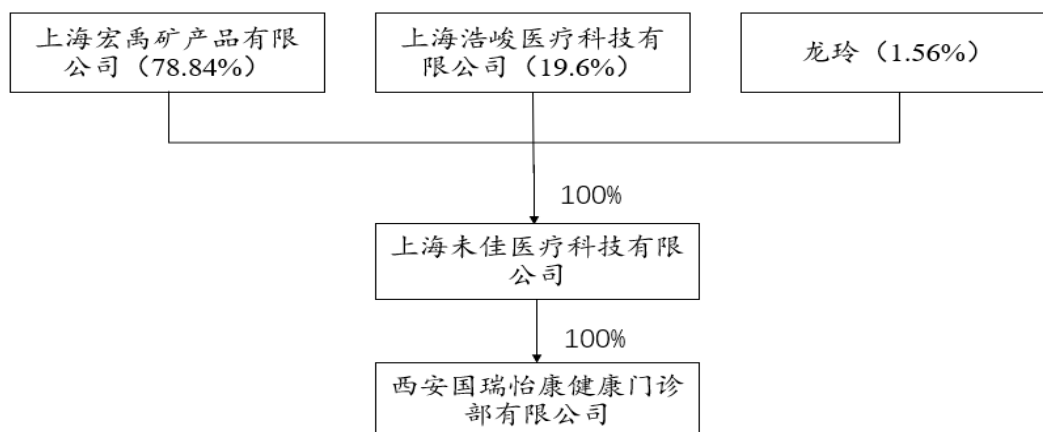 上海宏禹矿产品有限
公司（78.84%）
上海浩峻医疗科技有
限公司（19.6%）
龙玲（1.56%）
100%
上海未佳医疗科技有限
公司
100%
西安国瑞怡康健康门诊
部有限公司